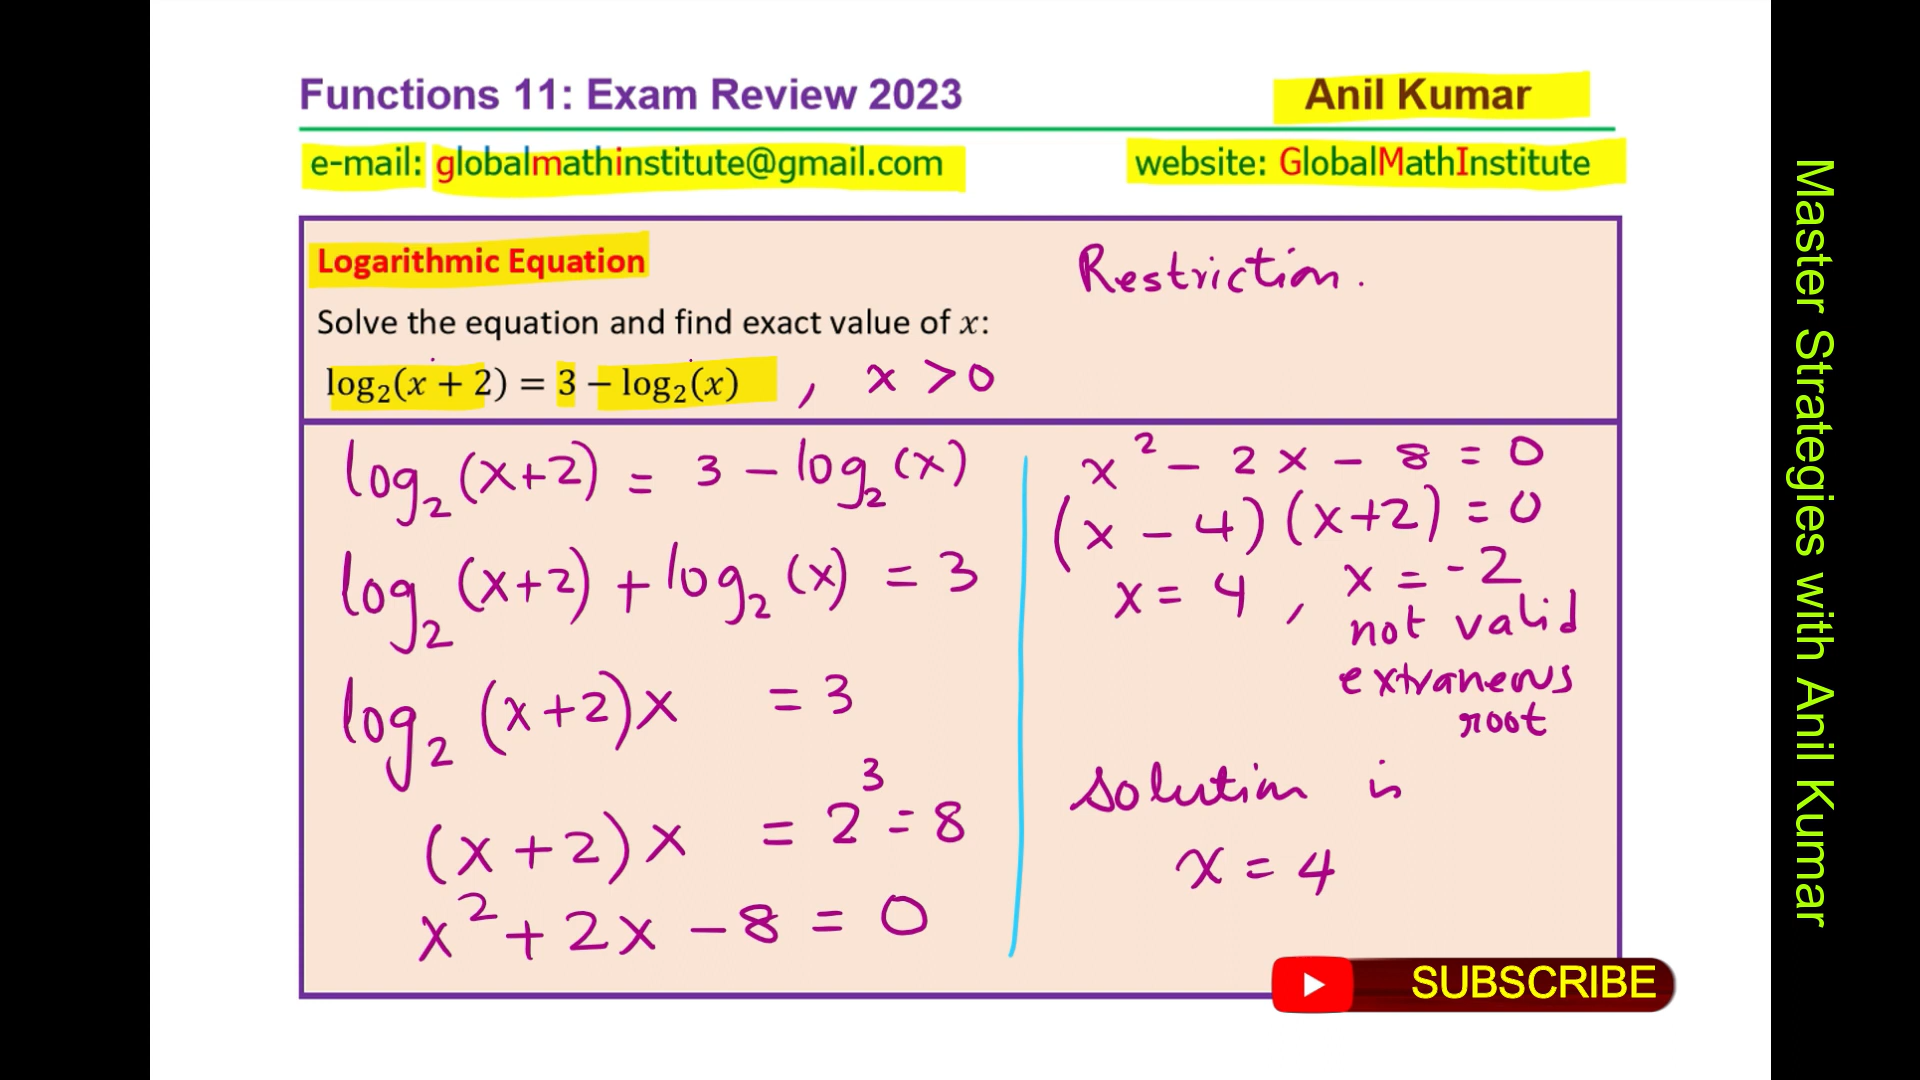 Functions 11: Exam Review 2023
Anil Kumar
e-mail: globalmathinstitute@gmail.com
website: GlobalMathInstitute
Logarithmic Equation
Restriction.
Solve the equation and find exact value of x:
log₂(x + 2) = 3 − log₂(x) , x > 0
log₂ (x+2) = 3 − log₂ (x)
log₂ (x+2) + log₂ (x) = 3
log₂ (x+2)x = 3
(x+2)x = 2³ = 8
x² + 2x − 8 = 0
x² − 2x − 8 = 0
(x − 4)(x+2) = 0
x = 4 , x = -2
not valid
extraneous
root
Solution is
x = 4
SUBSCRIBE
Master Strategies with Anil Kumar